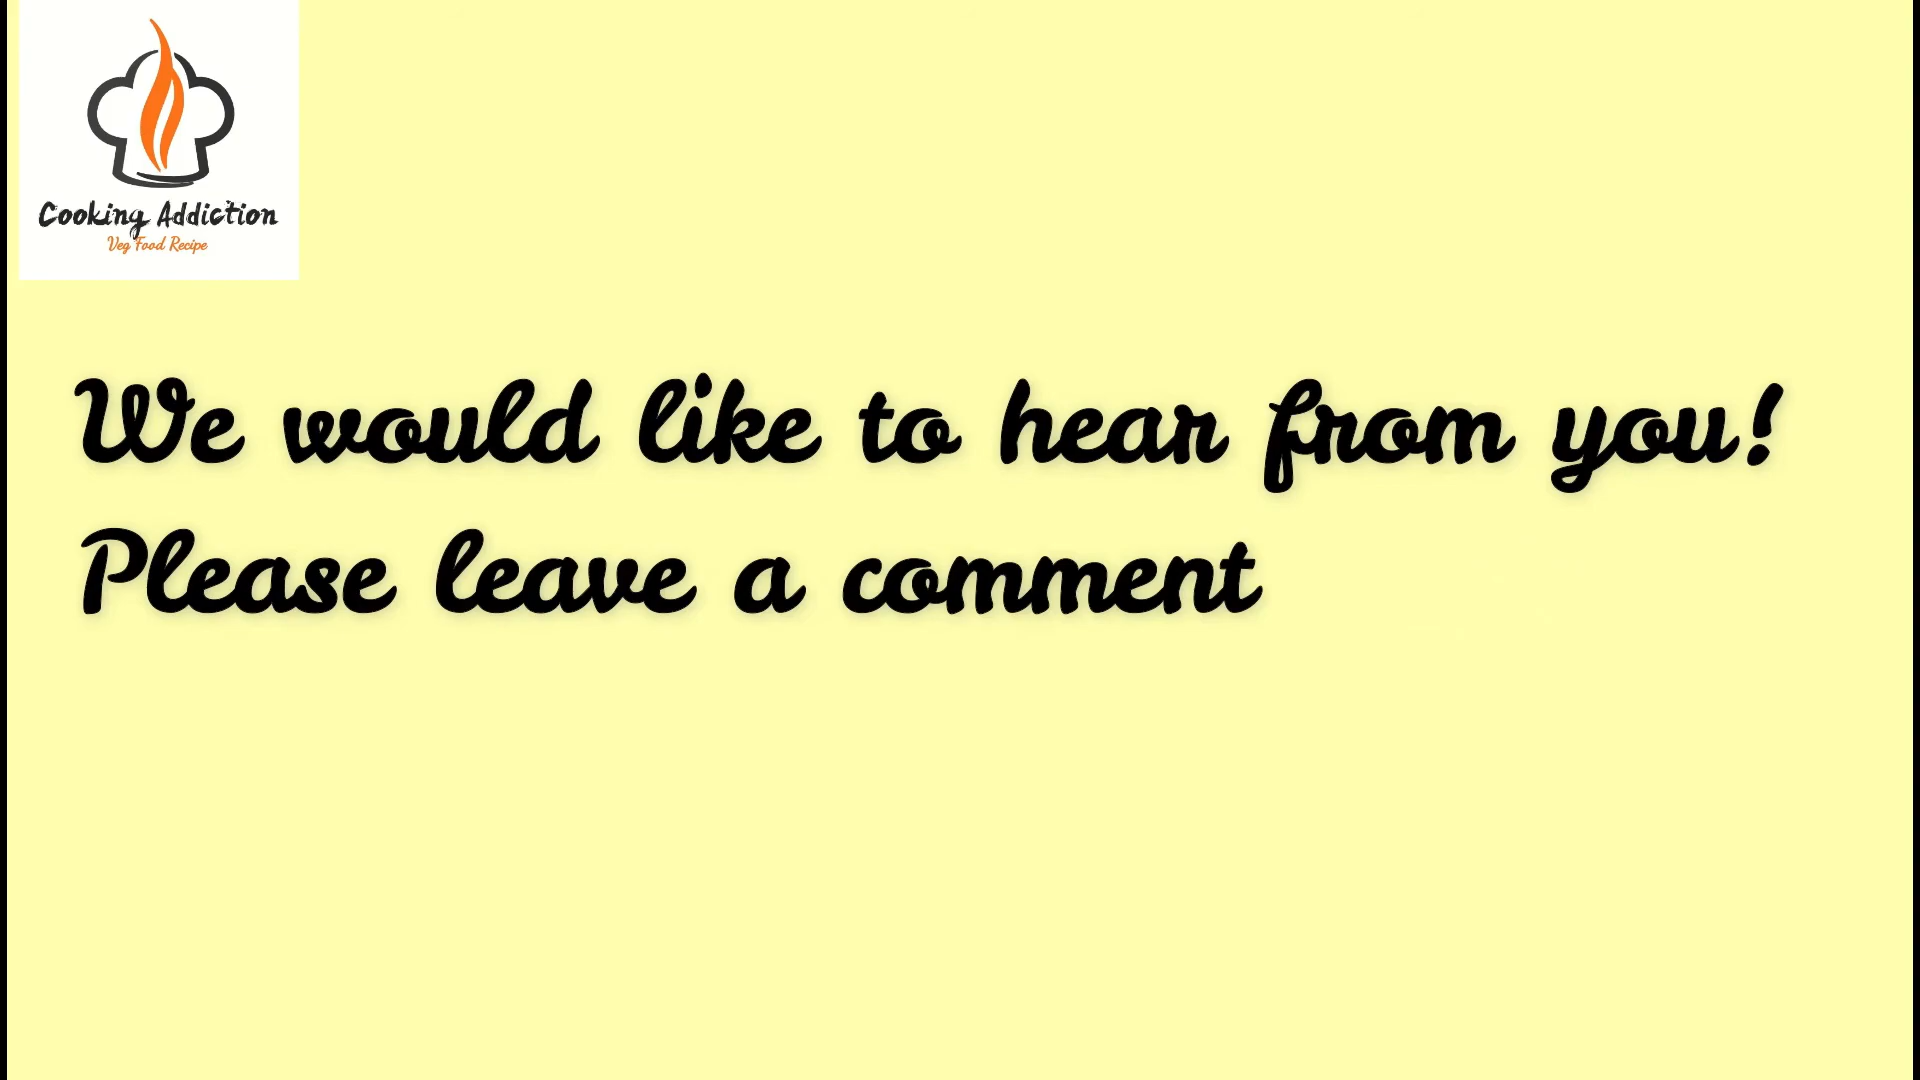 Cooking Addiction
Veg Food Recipe
We would like to hear from you!
Please leave a comment